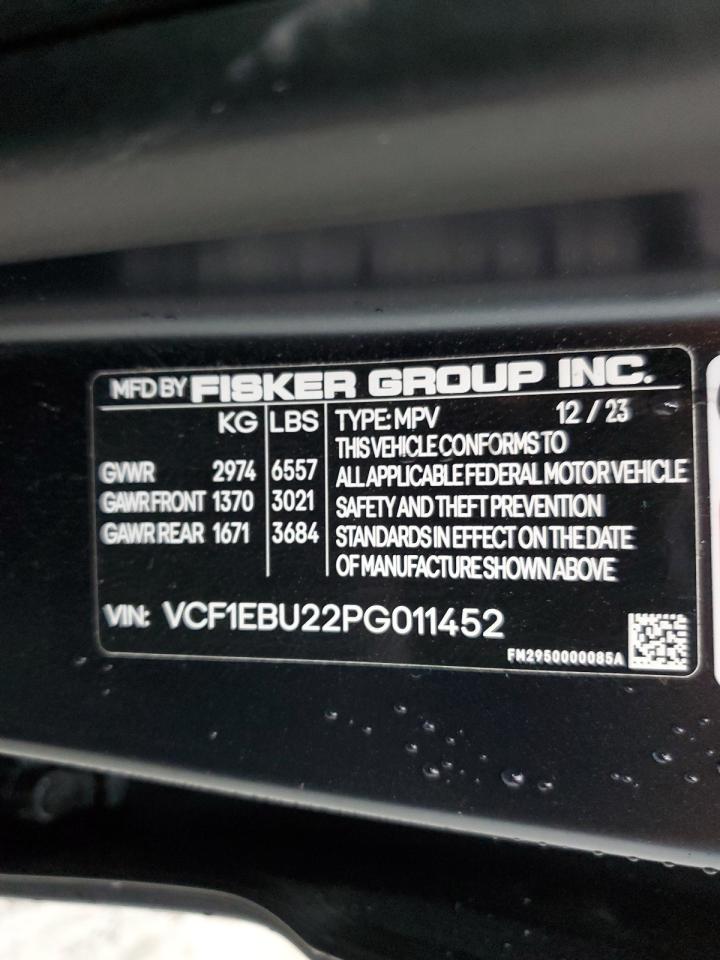 MFD BY FISKER GROUP INC.
KG LBS TYPE: MPV 12 / 23
THIS VEHICLE CONFORMS TO
GVWR 2974 6557 ALL APPLICABLE FEDERAL MOTOR VEHICLE
GAWR FRONT 1370 3021 SAFETY AND THEFT PREVENTION
GAWR REAR 1671 3684 STANDARDS IN EFFECT ON THE DATE
OF MANUFACTURE SHOWN ABOVE
VIN: VCF1EBU22PG011452
FM2950000085A